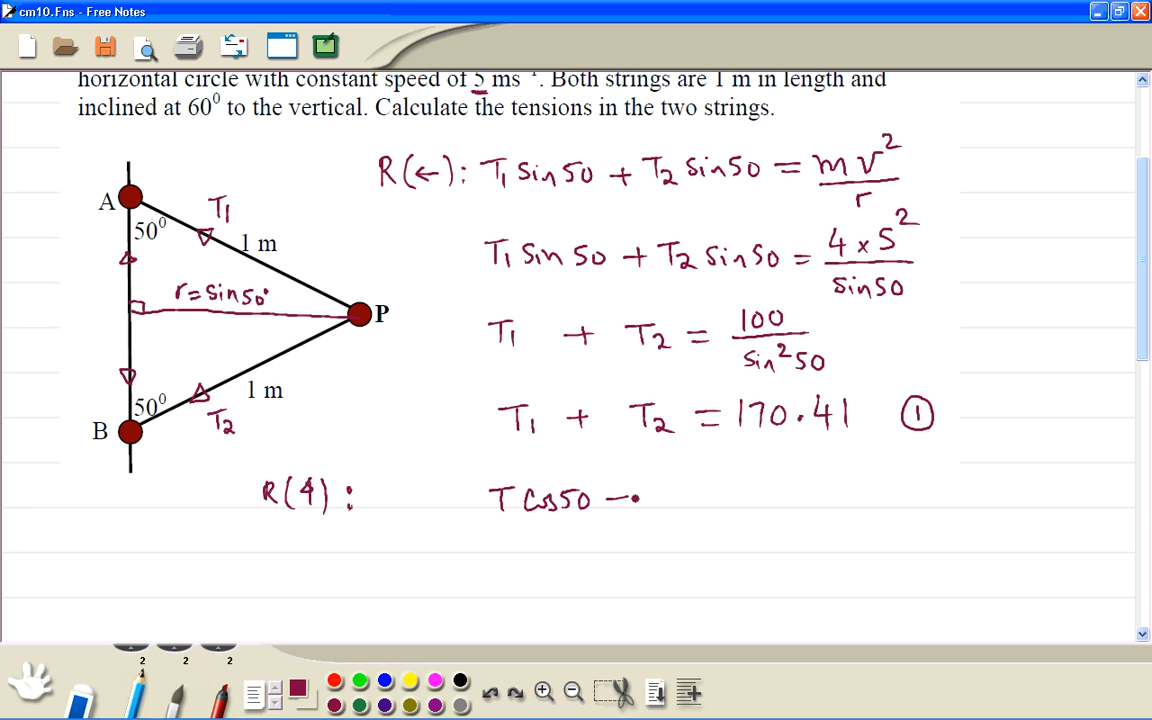 cm10.Fns - Free Notes
horizontal circle with constant speed of 5 ms⁻¹. Both strings are 1 m in length and
inclined at 60⁰ to the vertical. Calculate the tensions in the two strings.
R(←): T₁ sin50 + T₂ sin50 = mv²/r
A
T₁
50⁰
1 m
T₁ sin50 + T₂ sin50 = 4 × 5²/sin50
r = sin50°
P
T₁ + T₂ = 100/sin²50
50⁰
1 m
B
T₂
T₁ + T₂ = 170.41 ①
R(↑): T cos50 −
2 2 2